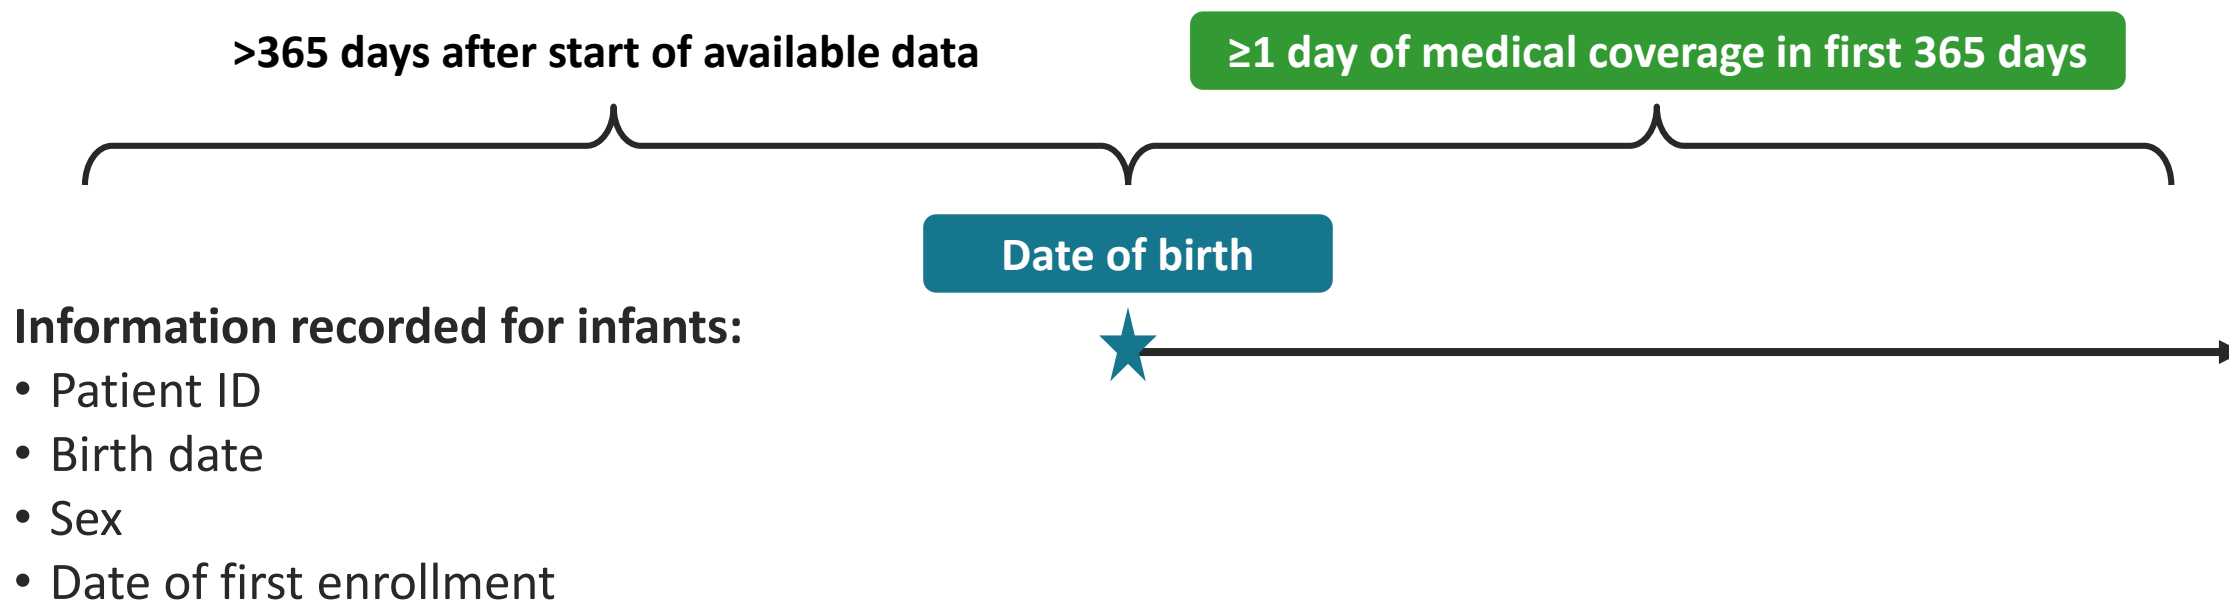 >365 days after start of available data
≥1 day of medical coverage in first 365 days
Date of birth
Information recorded for infants:
• Patient ID
• Birth date
• Sex
• Date of first enrollment